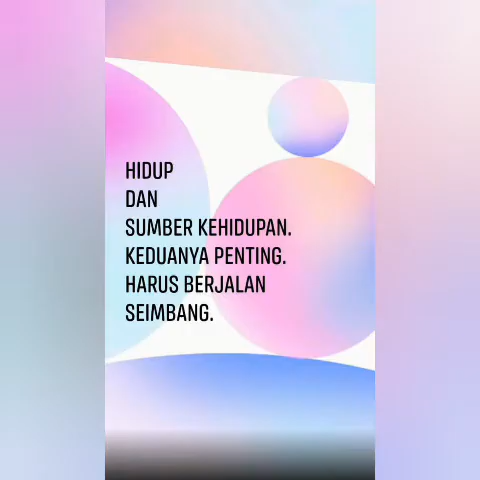 HIDUP
DAN
SUMBER KEHIDUPAN.
KEDUANYA PENTING.
HARUS BERJALAN
SEIMBANG.